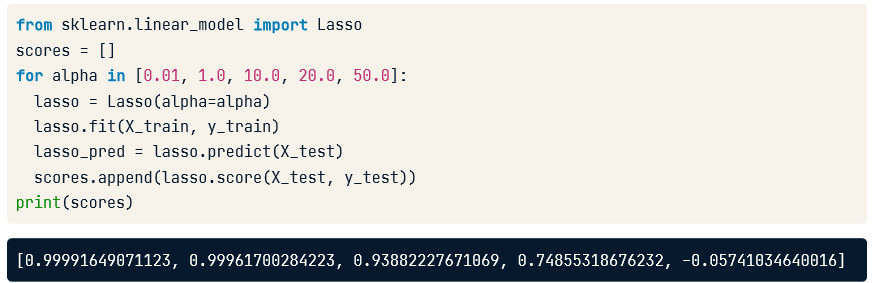 from sklearn.linear_model import Lasso
scores = []
for alpha in [0.01, 1.0, 10.0, 20.0, 50.0]:
  lasso = Lasso(alpha=alpha)
  lasso.fit(X_train, y_train)
  lasso_pred = lasso.predict(X_test)
  scores.append(lasso.score(X_test, y_test))
print(scores)
[0.99991649071123, 0.99961700284223, 0.93882227671069, 0.74855318676232, -0.05741034640016]